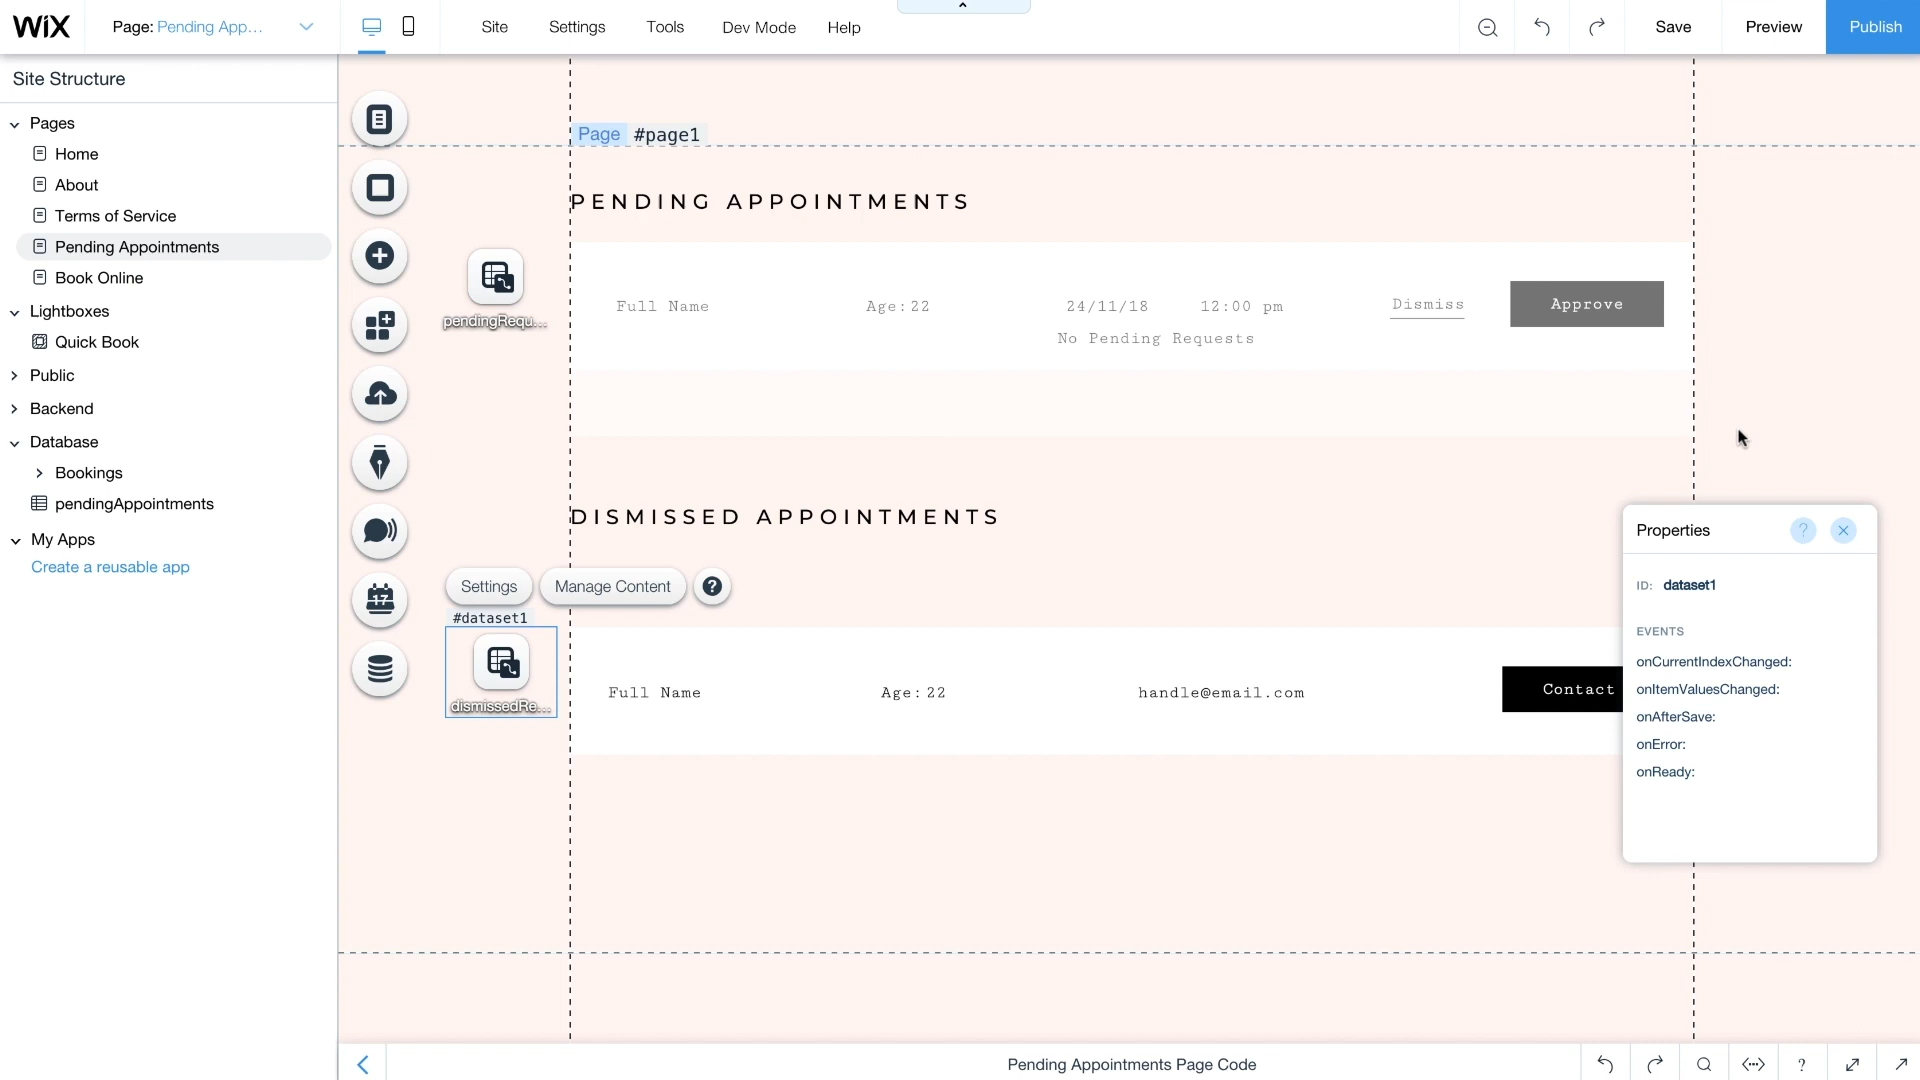 WiX
Page: Pending App...
Site
Settings
Tools
Dev Mode
Help
Save
Preview
Publish
Site Structure
Pages
Home
About
Terms of Service
Pending Appointments
Book Online
Lightboxes
Quick Book
Public
Backend
Database
Bookings
pendingAppointments
My Apps
Create a reusable app
17
Page #page1
PENDING APPOINTMENTS
pendingRequ...
Full Name
Age: 22
24/11/18
12:00 pm
Dismiss
Approve
No Pending Requests
DISMISSED APPOINTMENTS
Settings
Manage Content
?
#dataset1
dismissedRe...
Full Name
Age: 22
handle@email.com
Contact
Properties
?
ID: dataset1
EVENTS
onCurrentIndexChanged:
onItemValuesChanged:
onAfterSave:
onError:
onReady:
Pending Appointments Page Code
?